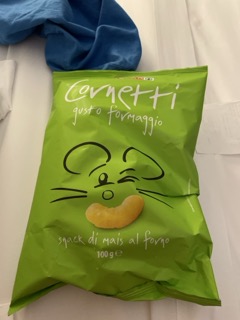 Cornetti
gusto formaggio
snack di mais al forno
100 g e